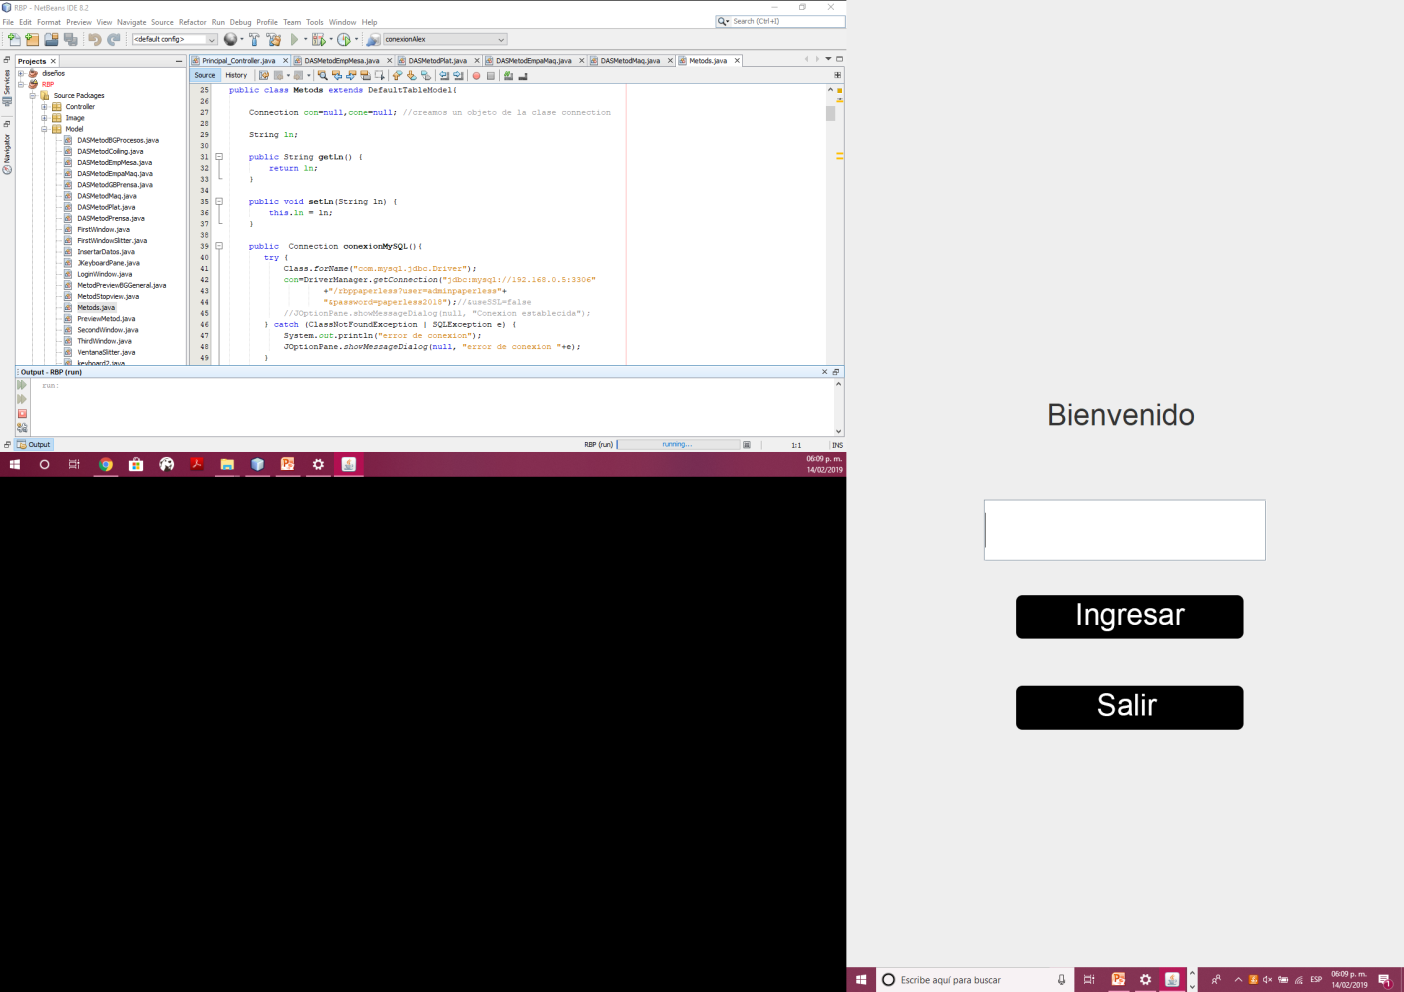 RBP - NetBeans IDE 8.2
File Edit Format Preview View Navigate Source Refactor Run Debug Profile Team Tools Window Help
Search (Ctrl+I)
<default config>
conexionAlex
Projects
Principal_Controller.java DASMetodEmpMesa.java DASMetodPlat.java DASMetodEmpaMaq.java DASMetodMaq.java Metods.java
Services
Navigator
diseños
RBP
Source Packages
Controller
Image
Model
DASMetodBGProcesos.java
DASMetodCoiling.java
DASMetodEmpMesa.java
DASMetodEmpaMaq.java
DASMetodGBPrensa.java
DASMetodMaq.java
DASMetodPlat.java
DASMetodPrensa.java
FirstWindow.java
FirstWindowSlitter.java
InsertarDatos.java
JKeyboardPane.java
LoginWindow.java
MetodPreviewBGGeneral.java
MetodStopview.java
Metods.java
PreviewMetod.java
SecondWindow.java
ThirdWindow.java
VentanaSlitter.java
keyboard2.java
Source History
25 public class Metods extends DefaultTableModel{
26
27 Connection con=null,cone=null; //creamos un objeto de la clase connection
28
29 String ln;
30
31 public String getLn() {
32 return ln;
33 }
34
35 public void setLn(String ln) {
36 this.ln = ln;
37 }
38
39 public  Connection conexionMySQL(){
40 try {
41 Class.forName("com.mysql.jdbc.Driver");
42 con=DriverManager.getConnection("jdbc:mysql://192.168.0.5:3306"
43 +"/rbppaperless?user=adminpaperless"+
44 "&password=paperless2018");//&useSSL=false
45 //JOptionPane.showMessageDialog(null, "Conexion establecida");
46 } catch (ClassNotFoundException | SQLException e) {
47 System.out.println("error de conexion");
48 JOptionPane.showMessageDialog(null, "error de conexion "+e);
49 }
Output - RBP (run)
run:
Output
RBP (run) running... 1:1 INS
06:09 p. m.
14/02/2019
Bienvenido
Ingresar
Salir
Escribe aquí para buscar
ESP
06:09 p. m.
14/02/2019
1